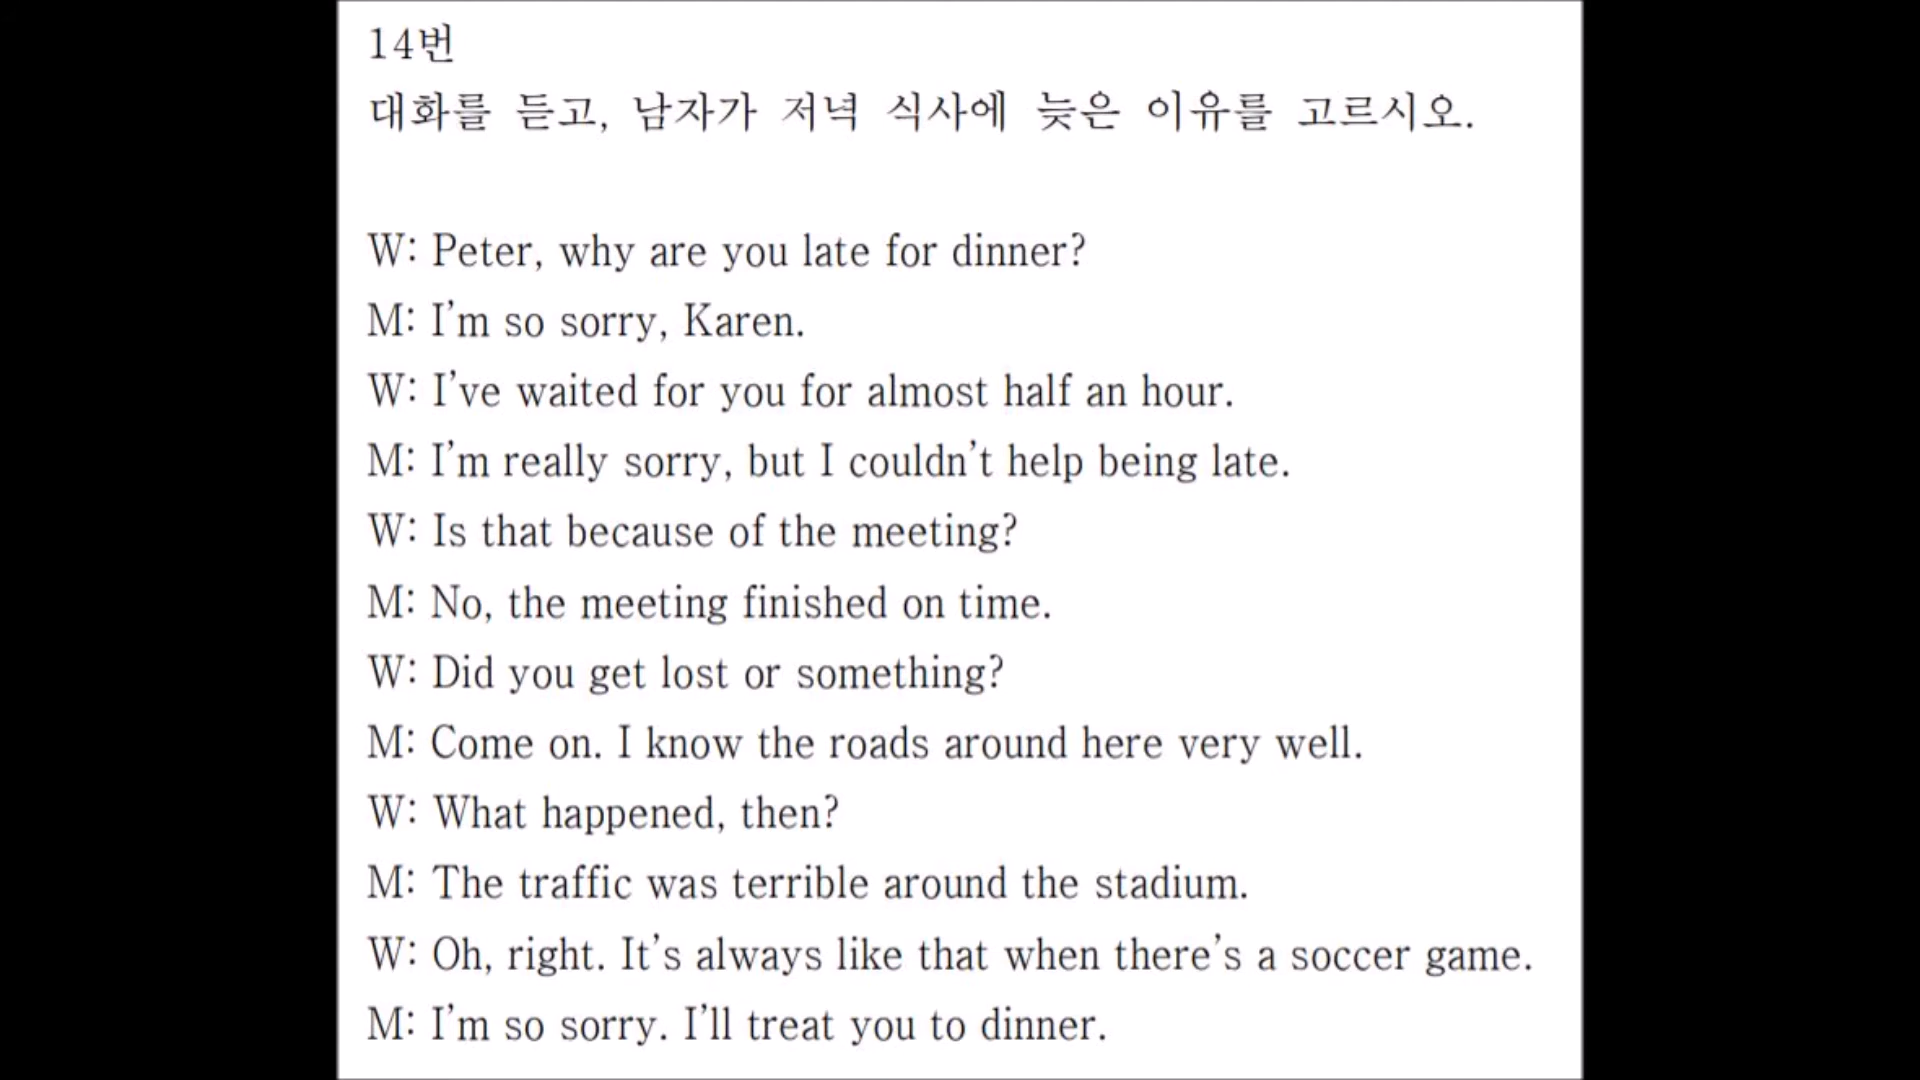 14번
대화를 듣고, 남자가 저녁 식사에 늦은 이유를 고르시오.
W: Peter, why are you late for dinner?
M: I'm so sorry, Karen.
W: I've waited for you for almost half an hour.
M: I'm really sorry, but I couldn't help being late.
W: Is that because of the meeting?
M: No, the meeting finished on time.
W: Did you get lost or something?
M: Come on. I know the roads around here very well.
W: What happened, then?
M: The traffic was terrible around the stadium.
W: Oh, right. It's always like that when there's a soccer game.
M: I'm so sorry. I'll treat you to dinner.